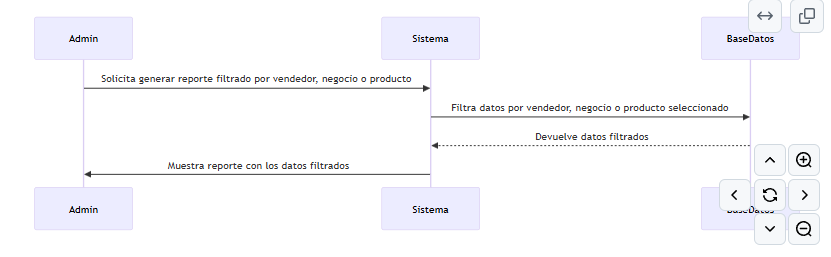 Admin
Sistema
BaseDatos
Solicita generar reporte filtrado por vendedor, negocio o producto
Filtra datos por vendedor, negocio o producto seleccionado
Devuelve datos filtrados
Muestra reporte con los datos filtrados
Admin
Sistema
BaseDatos